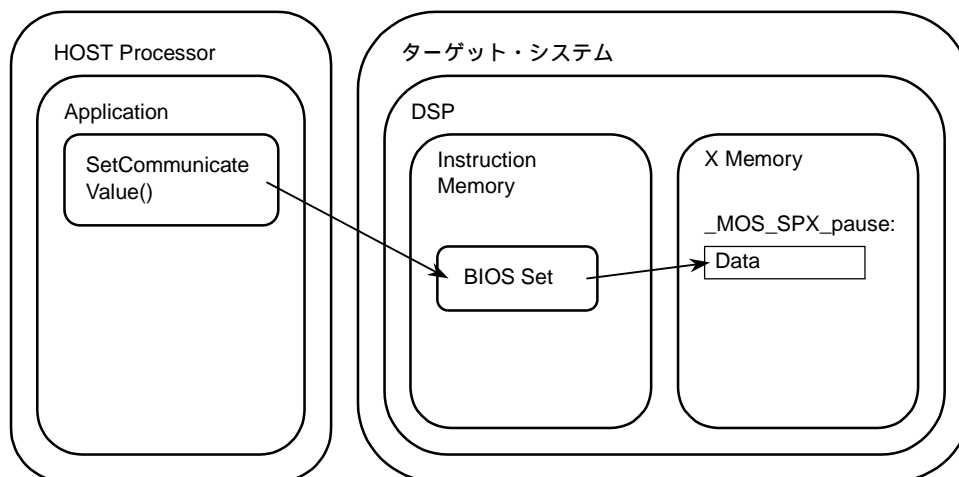 HOST Processor
Application
SetCommunicate
Value()
ターゲット・システム
DSP
Instruction
Memory
BIOS Set
X Memory
_MOS_SPX_pause:
Data